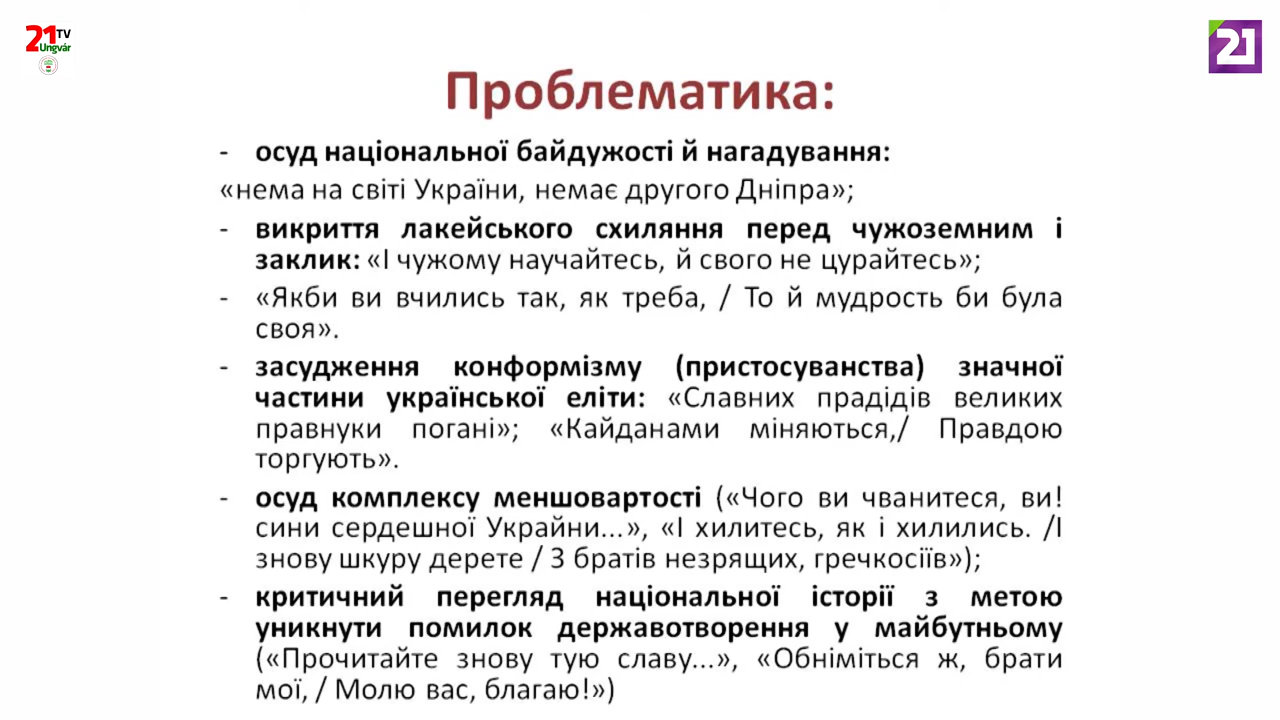 21 TV
Ungvár
21
Проблематика:
- осуд національної байдужості й нагадування:
«нема на світі України, немає другого Дніпра»;
- викриття лакейського схиляння перед чужоземним і
заклик: «І чужому научайтесь, й свого не цурайтесь»;
- «Якби ви вчились так, як треба, / То й мудрость би була
своя».
- засудження конформізму (пристосуванства) значної
частини української еліти: «Славних прадідів великих
правнуки погані»; «Кайданами міняються,/ Правдою
торгують».
- осуд комплексу меншовартості («Чого ви чванитеся, ви!
сини сердешної Украйни...», «І хилитесь, як і хилились. /І
знову шкуру дерете / З братів незрящих, гречкосіїв»);
- критичний перегляд національної історії з метою
уникнути помилок державотворення у майбутньому
(«Прочитайте знову тую славу...», «Обніміться ж, брати
мої, / Молю вас, благаю!»)